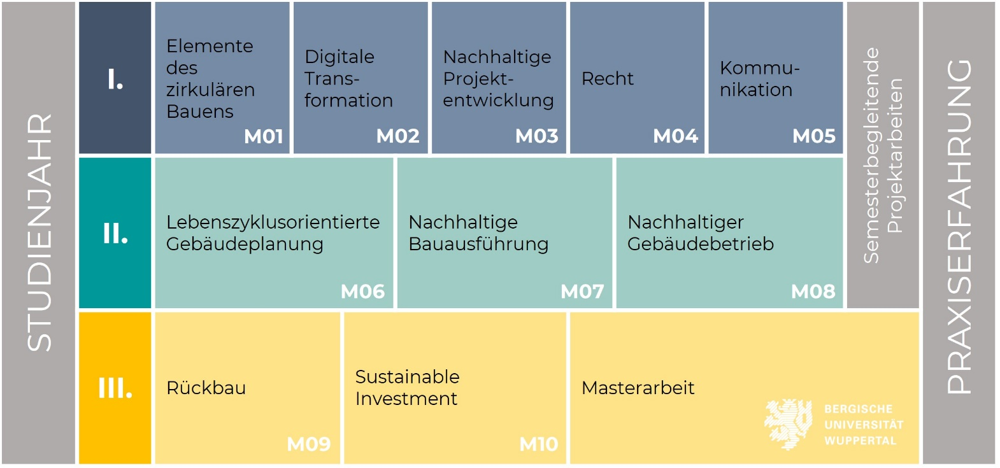 STUDIENJAHR
I.
Elemente
des
zirkulären
Bauens
M01
Digitale
Trans-
formation
M02
Nachhaltige
Projekt-
entwicklung
M03
Recht
M04
Kommu-
nikation
M05
II.
Lebenszyklusorientierte
Gebäudeplanung
M06
Nachhaltige
Bauausführung
M07
Nachhaltiger
Gebäudebetrieb
M08
Semesterbegleitende
Projektarbeiten
III.
Rückbau
M09
Sustainable
Investment
M10
Masterarbeit
BERGISCHE
UNIVERSITÄT
WUPPERTAL
PRAXISERFAHRUNG